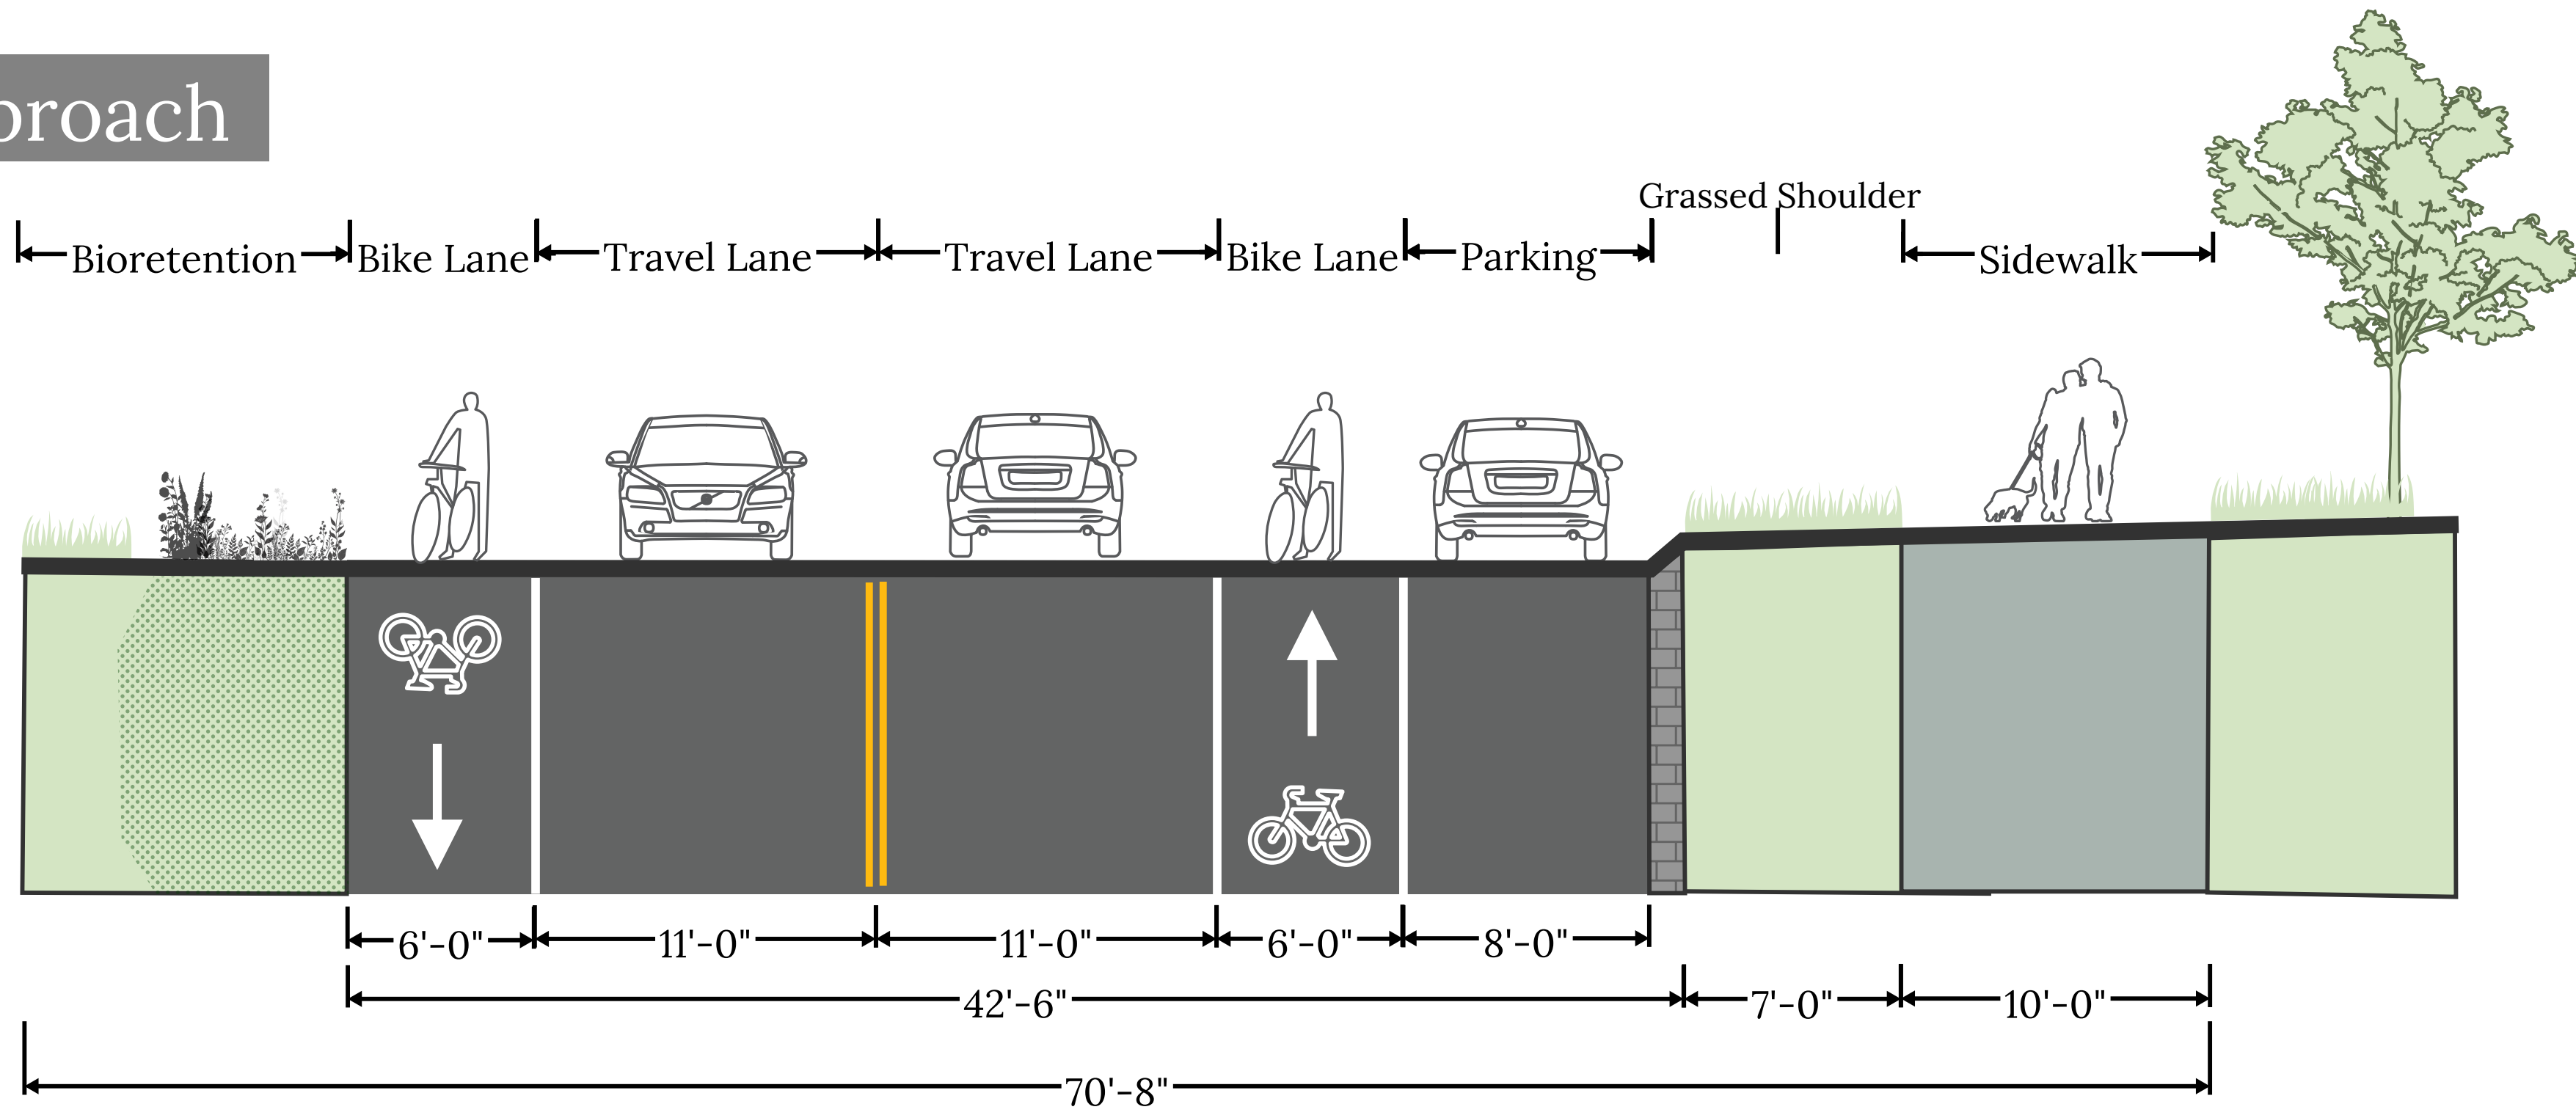 proach
Grassed Shoulder
Bioretention Bike Lane Travel Lane Travel Lane Bike Lane Parking Sidewalk
6'-0" 11'-0" 11'-0" 6'-0" 8'-0"
42'-6" 7'-0" 10'-0"
70'-8"